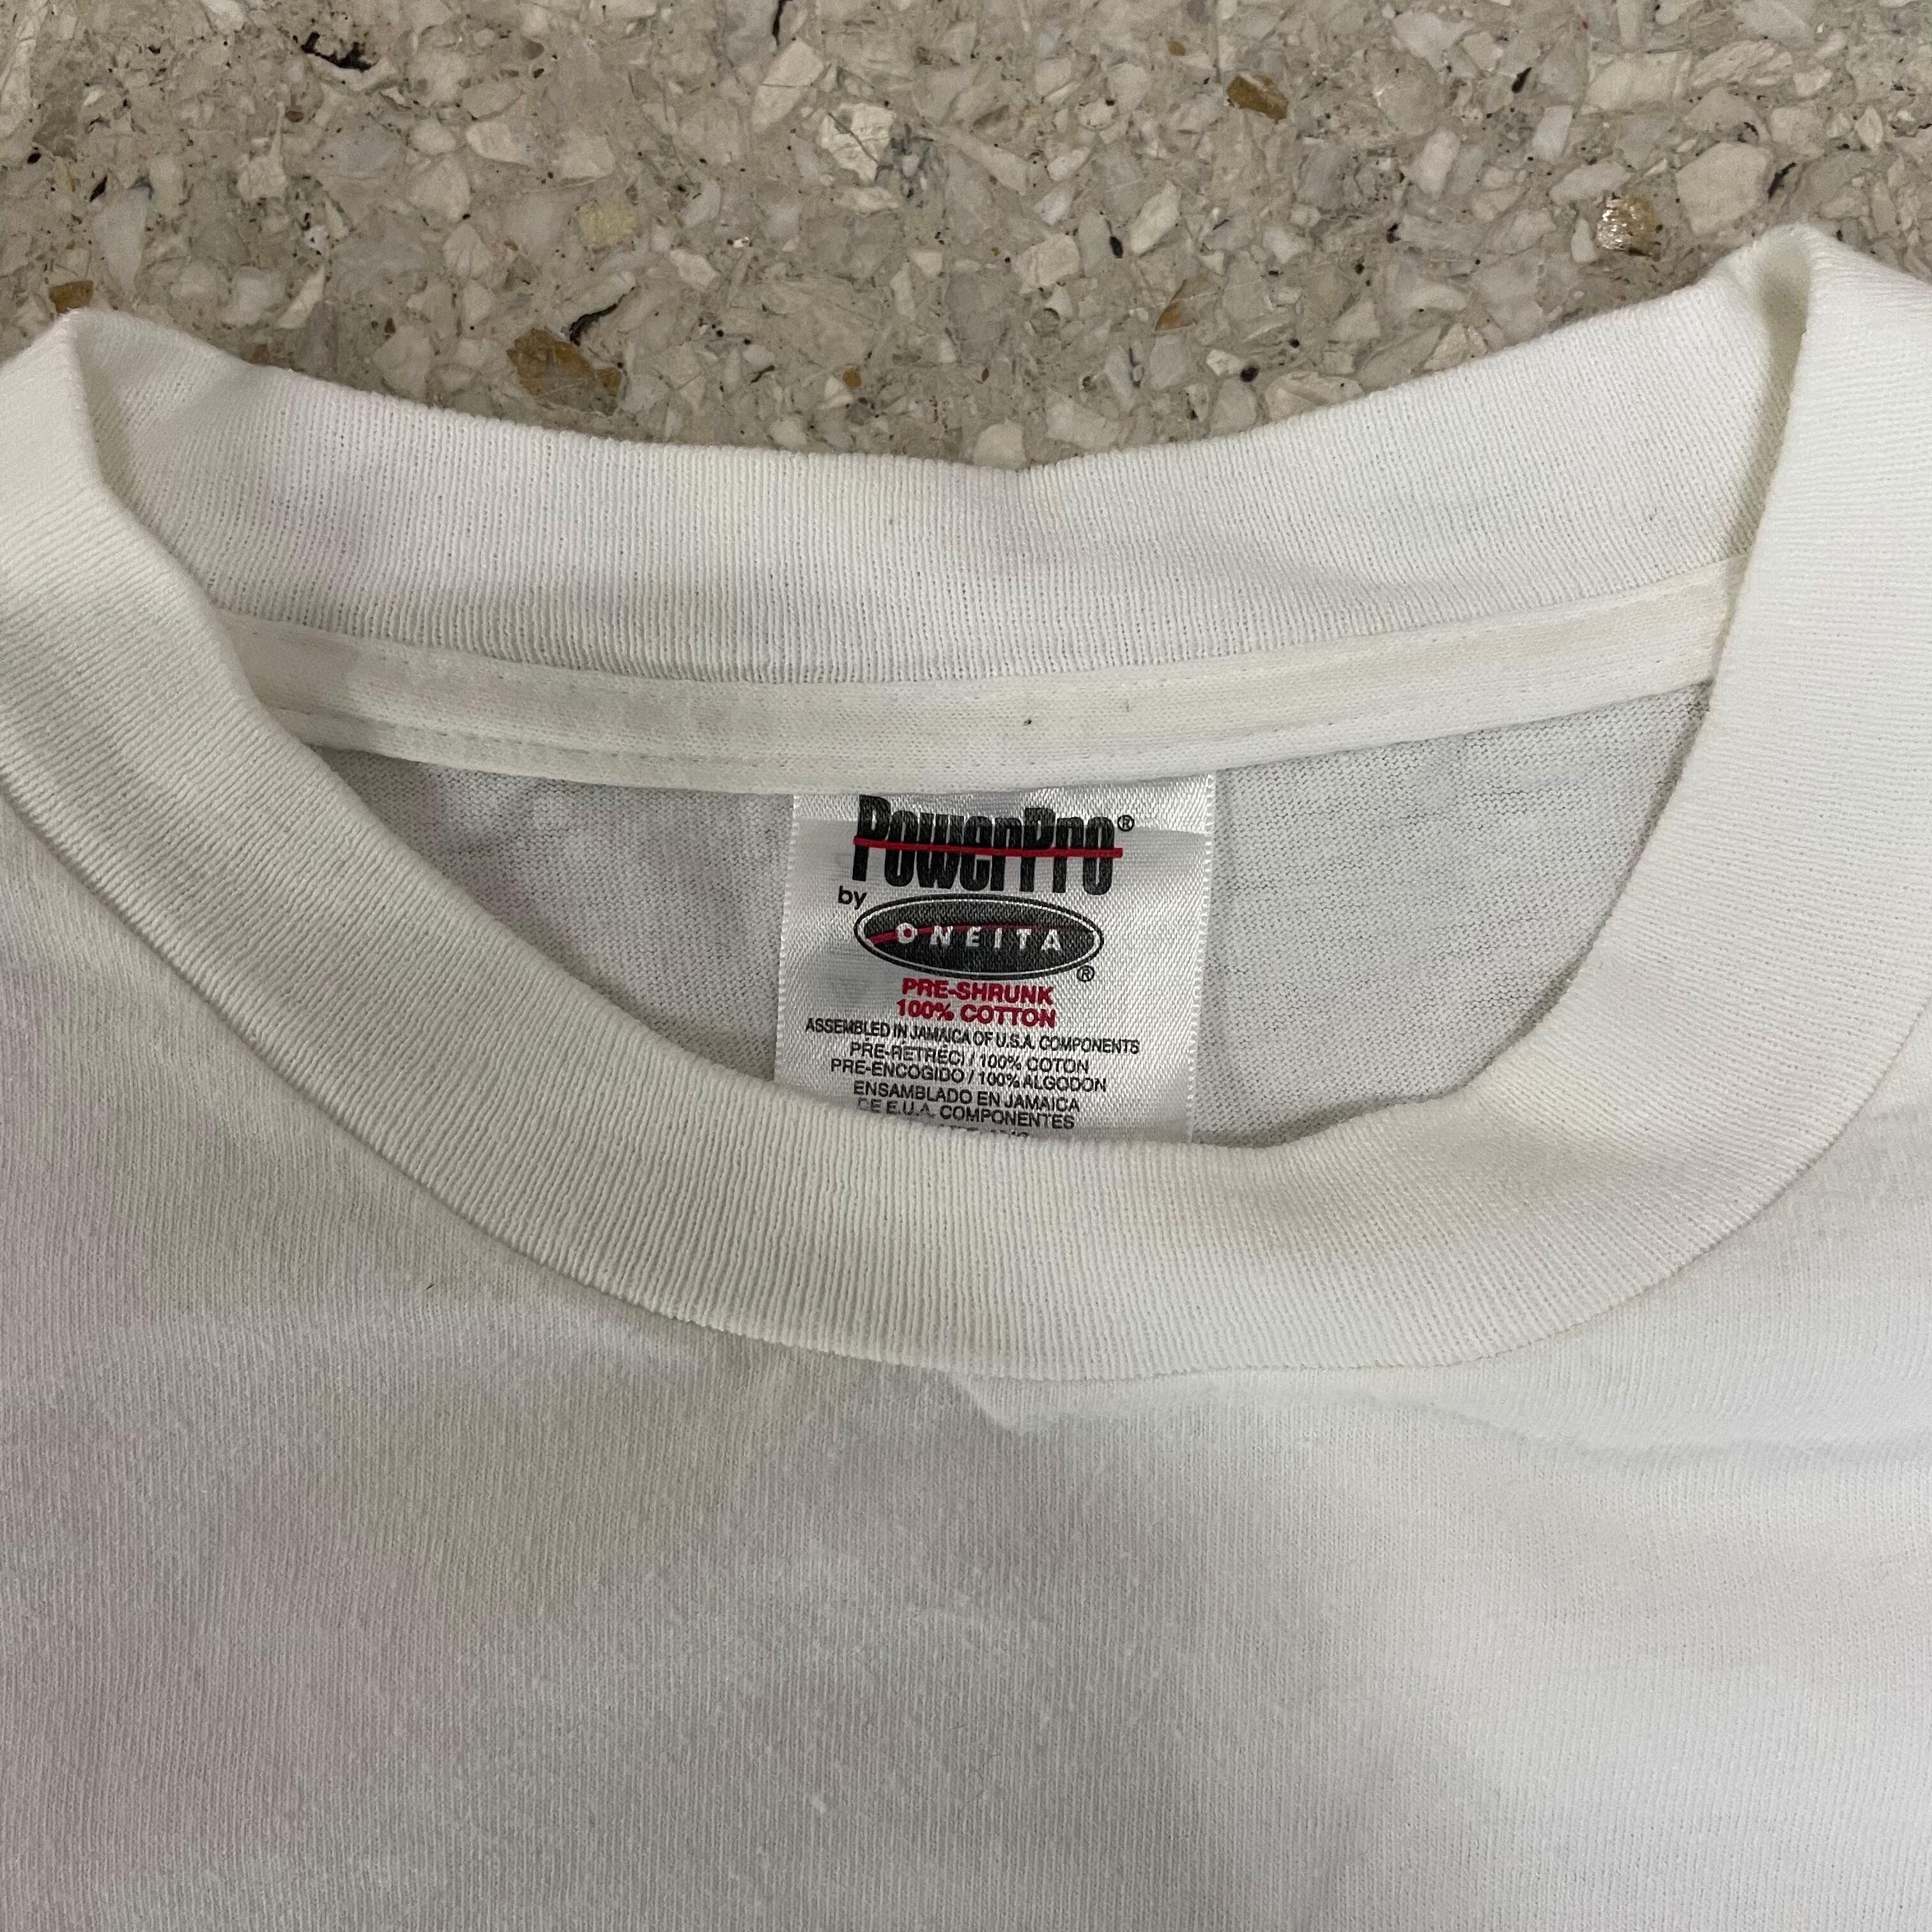 PowerPro®
by
ONEITA®
PRE-SHRUNK
100% COTTON
ASSEMBLED IN JAMAICA OF U.S.A. COMPONENTS
PRE-RETRECI / 100% COTON
PRE-ENCOGIDO / 100% ALGODON
ENSAMBLADO EN JAMAICA
DE E.U.A. COMPONENTES